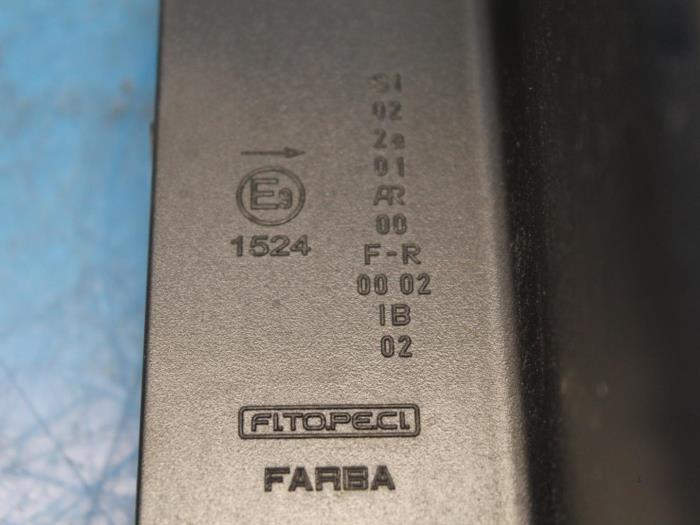 S1
02
2a
01
AR
00
F-R
00 02
IB
02
→
E9
1524
F.I.TO.PE.C.I.
FARBA